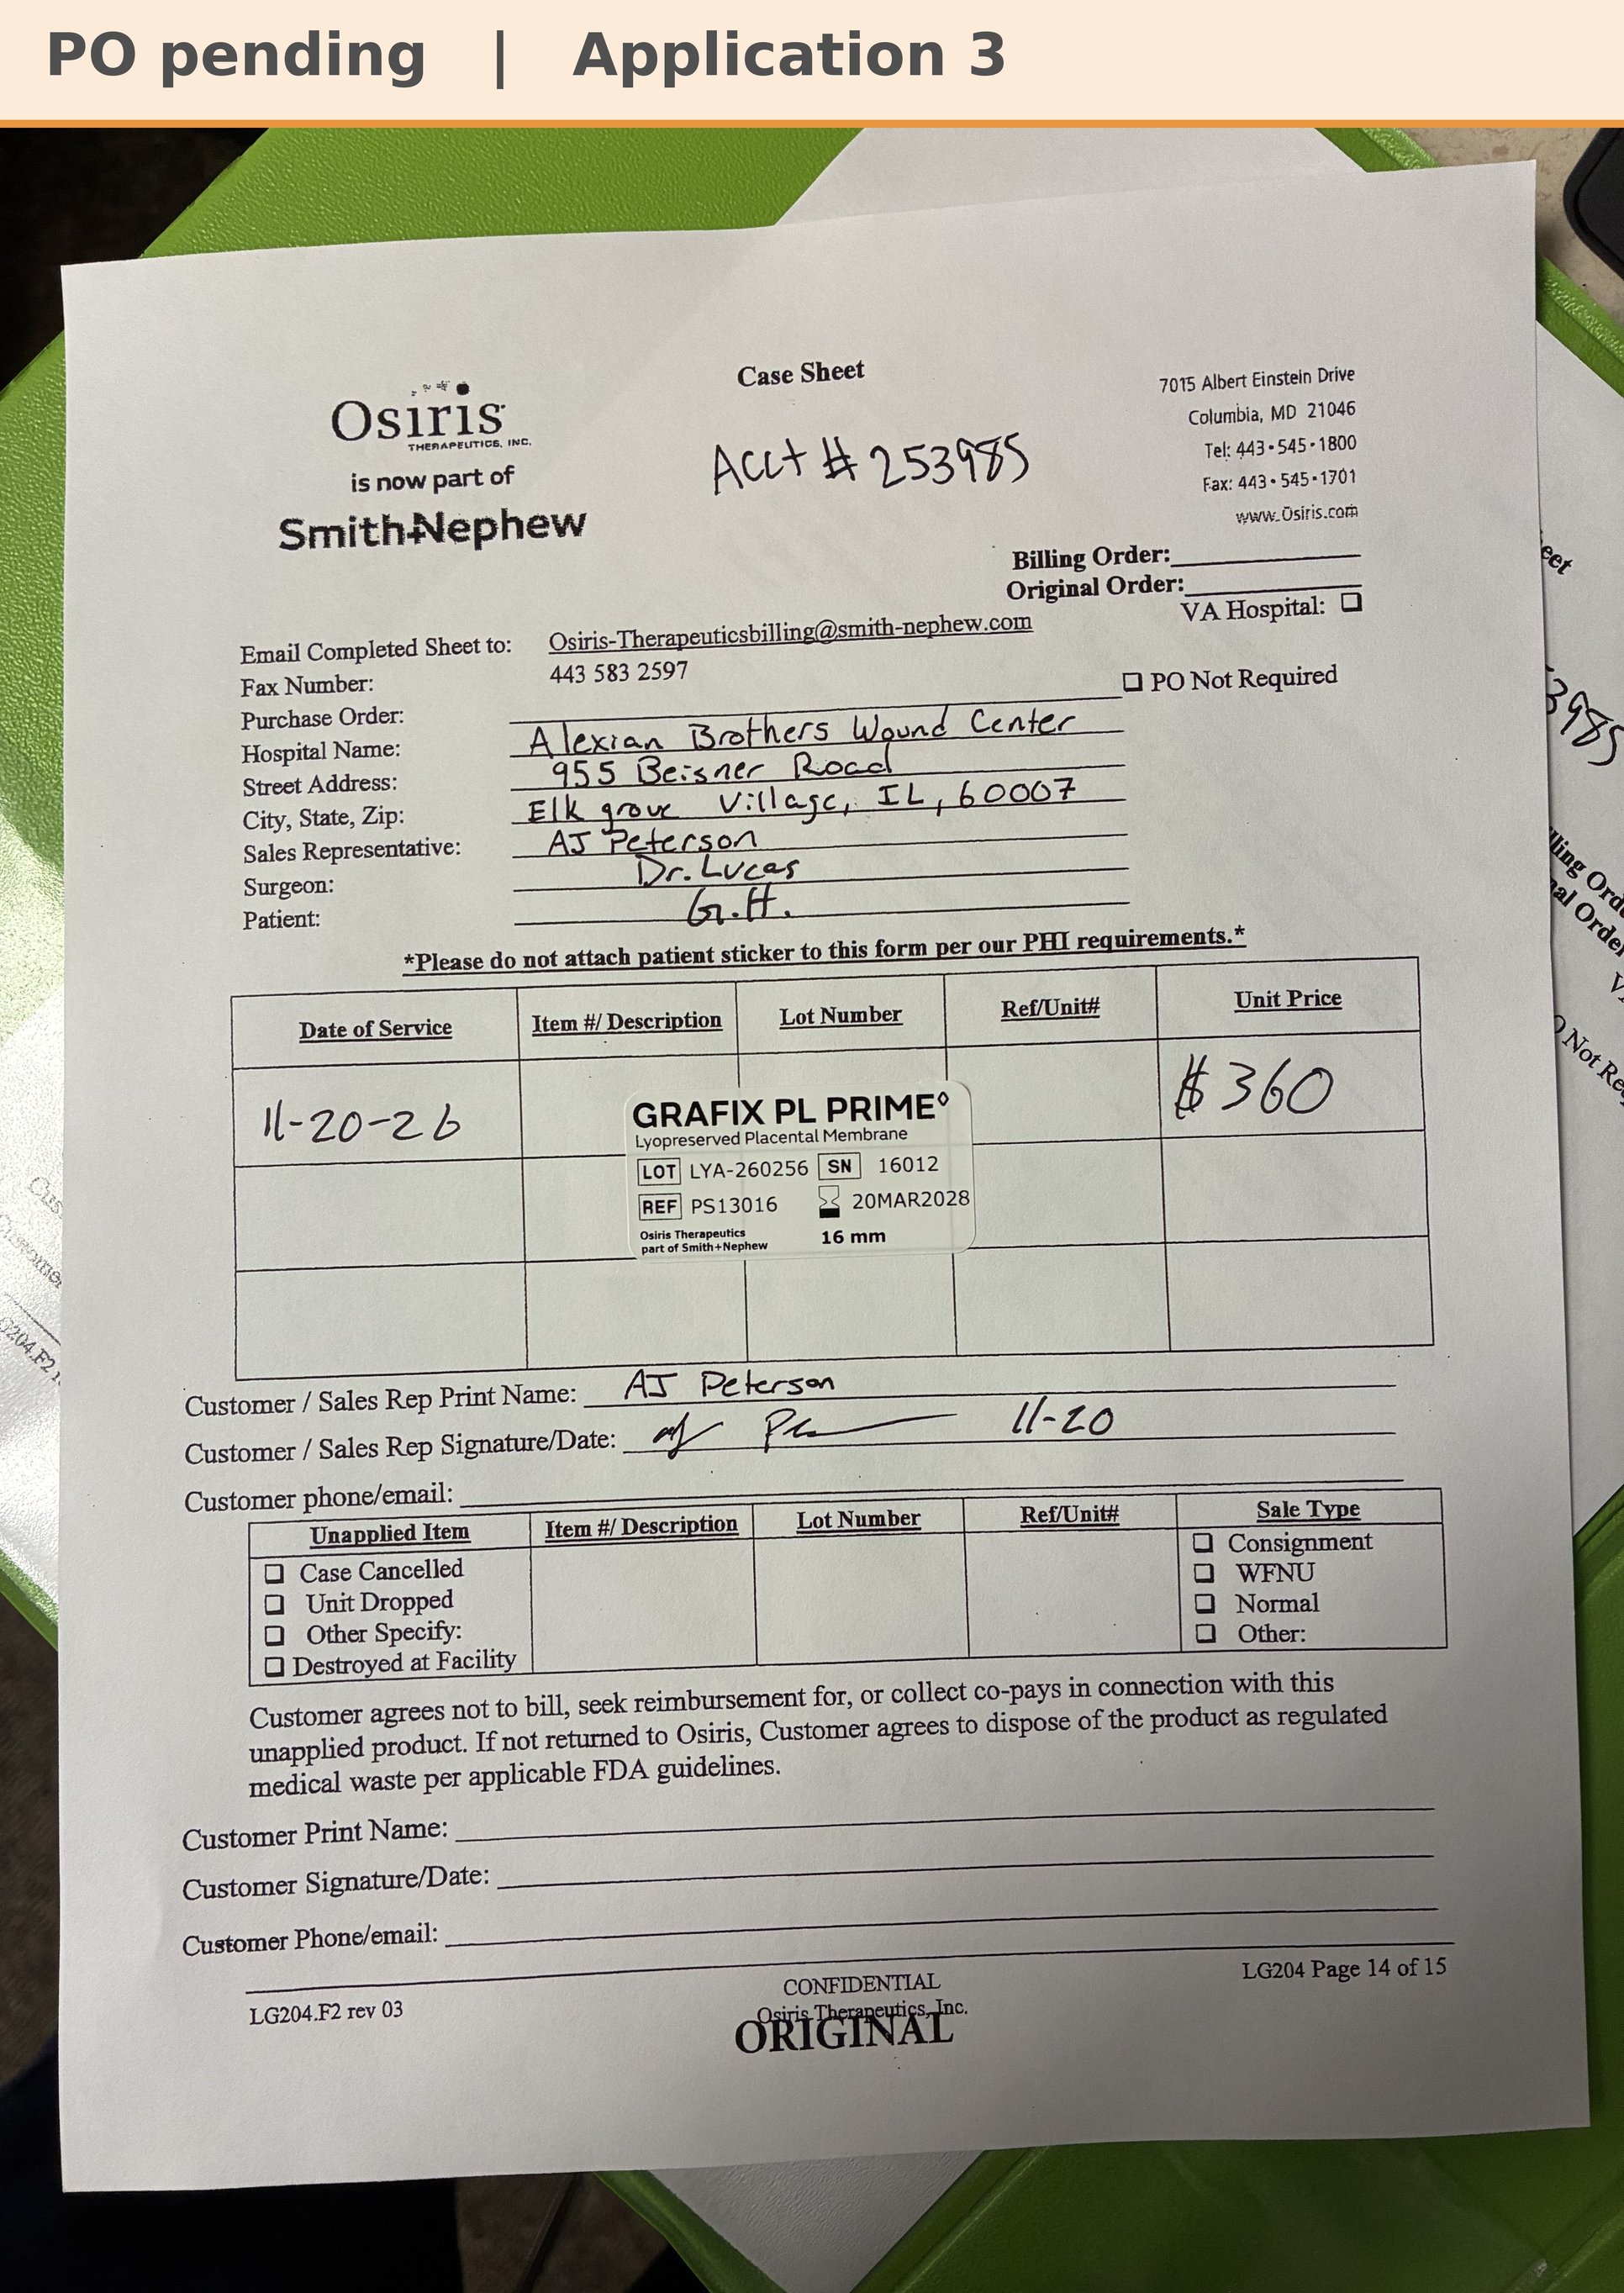 PO pending | Application 3
Case Sheet
Osiris
THERAPEUTICS, INC.
is now part of
Smith+Nephew
Acct # 253985
7015 Albert Einstein Drive
Columbia, MD 21046
Tel: 443•545•1800
Fax: 443•545•1701
www.Osiris.com
Billing Order:
Original Order:
VA Hospital: ☐
Email Completed Sheet to: Osiris-Therapeuticsbilling@smith-nephew.com
Fax Number: 443 583 2597
Purchase Order: ☐ PO Not Required
Hospital Name: Alexian Brothers Wound Center
Street Address: 955 Beisner Road
City, State, Zip: Elk grove Village, IL, 60007
Sales Representative: AJ Peterson
Surgeon: Dr. Lucas
Patient: G.H.
*Please do not attach patient sticker to this form per our PHI requirements.*
Date of Service Item #/ Description Lot Number Ref/Unit# Unit Price
11-20-26 $360
GRAFIX PL PRIME◊
Lyopreserved Placental Membrane
LOT LYA-260256 SN 16012
REF PS13016 20MAR2028
Osiris Therapeutics
part of Smith+Nephew
16 mm
Customer / Sales Rep Print Name: AJ Peterson
Customer / Sales Rep Signature/Date: 11-20
Customer phone/email:
Unapplied Item Item #/ Description Lot Number Ref/Unit# Sale Type
☐ Case Cancelled ☐ Consignment
☐ Unit Dropped ☐ WFNU
☐ Other Specify: ☐ Normal
☐ Destroyed at Facility ☐ Other:
Customer agrees not to bill, seek reimbursement for, or collect co-pays in connection with this
unapplied product. If not returned to Osiris, Customer agrees to dispose of the product as regulated
medical waste per applicable FDA guidelines.
Customer Print Name:
Customer Signature/Date:
Customer Phone/email:
LG204.F2 rev 03
CONFIDENTIAL
Osiris Therapeutics, Inc.
ORIGINAL
LG204 Page 14 of 15